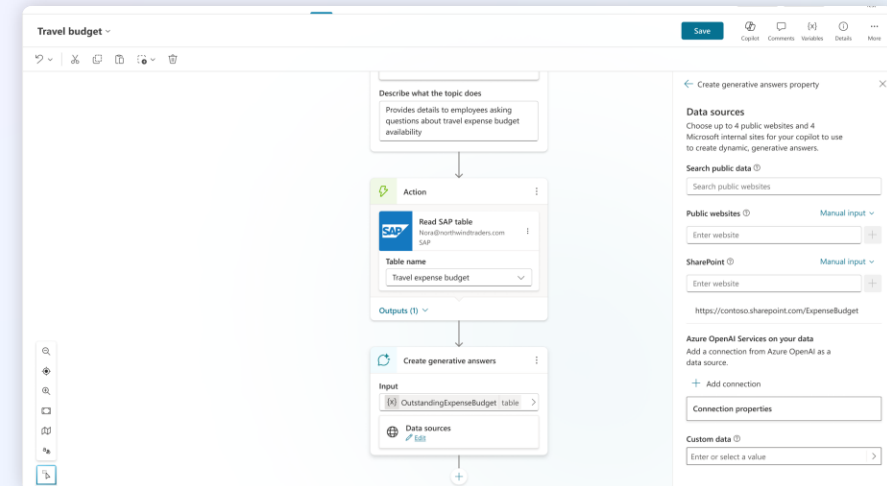 Travel budget
Save
Copilot
Comments
Variables
Details
More
Describe what the topic does
Provides details to employees asking
questions about travel expense budget
availability
Action
Read SAP table
Nora@northwindtraders.com
SAP
SAP
Table name
Travel expense budget
Outputs (1)
Create generative answers
Input
{x} OutstandingExpenseBudget table
Data sources
Edit
Create generative answers property
Data sources
Choose up to 4 public websites and 4
Microsoft internal sites for your copilot to use
to create dynamic, generative answers.
Search public data
Search public websites
Public websites
Manual input
Enter website
SharePoint
Manual input
Enter website
https://contoso.sharepoint.com/ExpenseBudget
Azure OpenAI Services on your data
Add a connection from Azure OpenAI as a
data source.
Add connection
Connection properties
Custom data
Enter or select a value